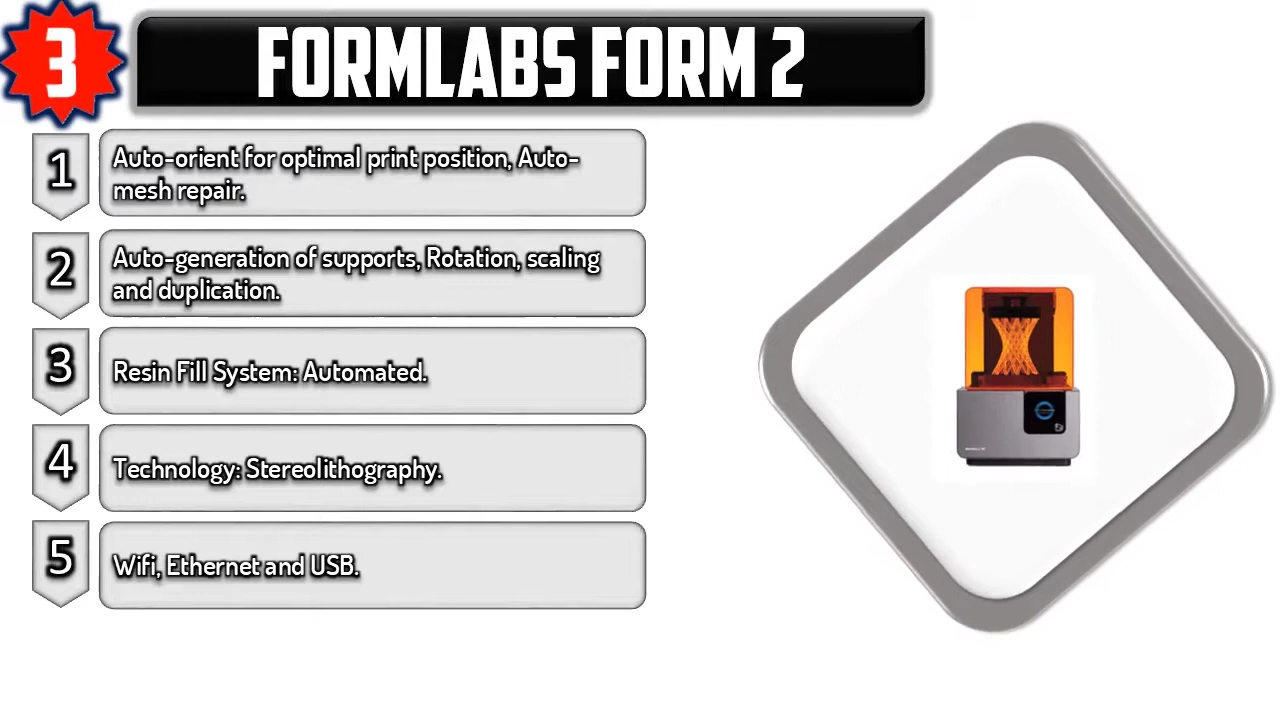 3
FORMLABS FORM 2
1
Auto-orient for optimal print position, Auto-
mesh repair.
2
Auto-generation of supports, Rotation, scaling
and duplication.
3
Resin Fill System: Automated.
4
Technology: Stereolithography.
5
Wifi, Ethernet and USB.